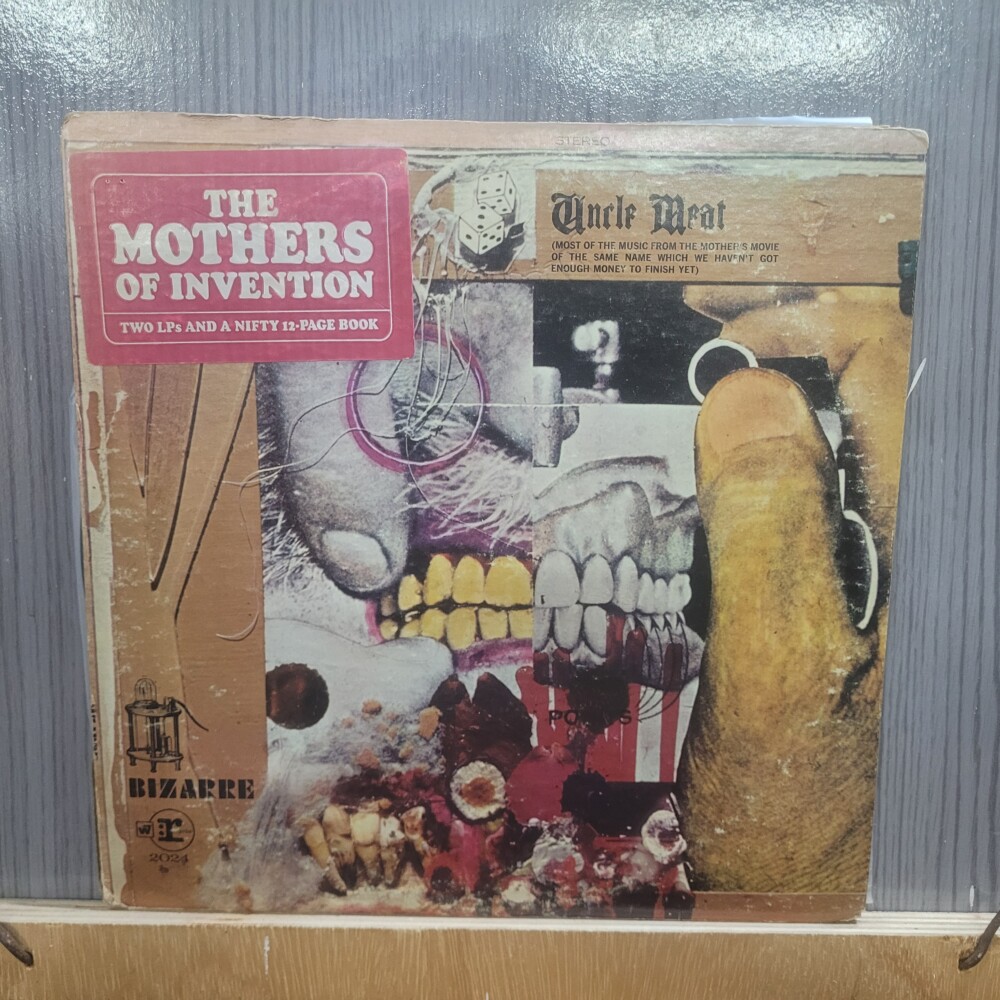 STEREO
THE
MOTHERS
OF INVENTION
TWO LPs AND A NIFTY 12-PAGE BOOK
Uncle Meat
(MOST OF THE MUSIC FROM THE MOTHER'S MOVIE
OF THE SAME NAME WHICH WE HAVEN'T GOT
ENOUGH MONEY TO FINISH YET)
BIZARRE
W r
2024